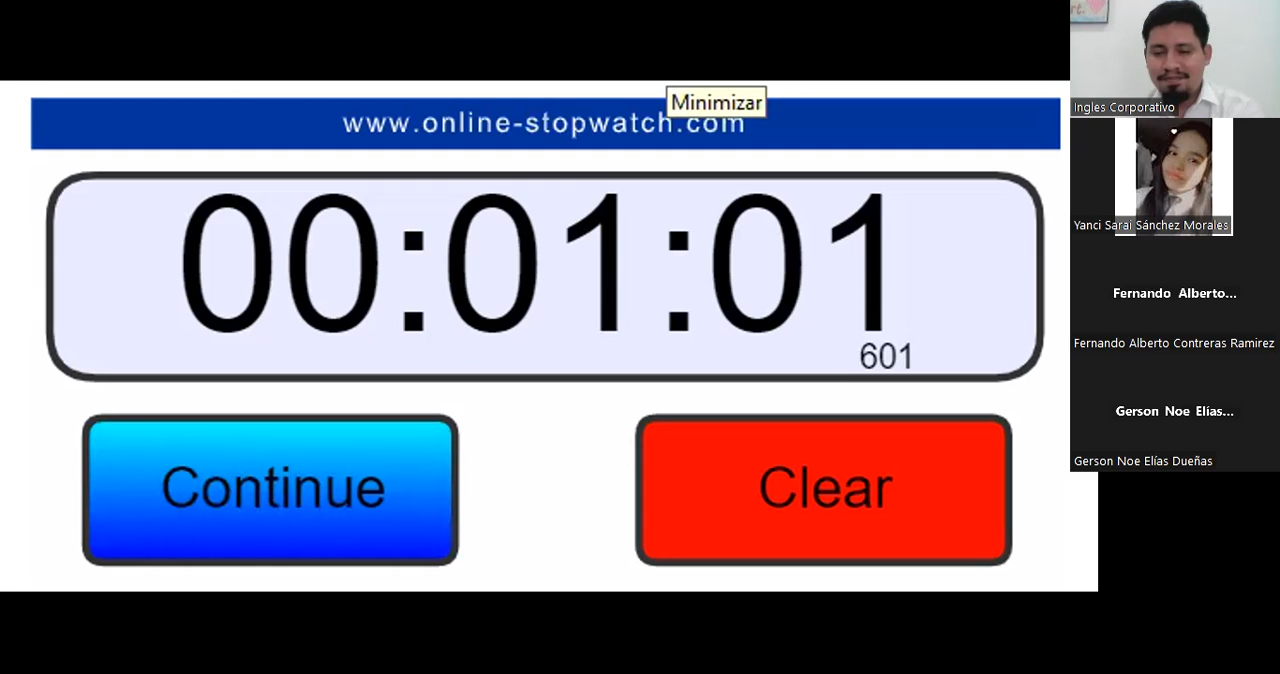 Minimizar
www.online-stopwatch.com
00:01:01
601
Continue
Clear
rt.
Ingles Corporativo
Yanci Sarai Sánchez Morales
Fernando Alberto...
Fernando Alberto Contreras Ramirez
Gerson Noe Elías...
Gerson Noe Elías Dueñas